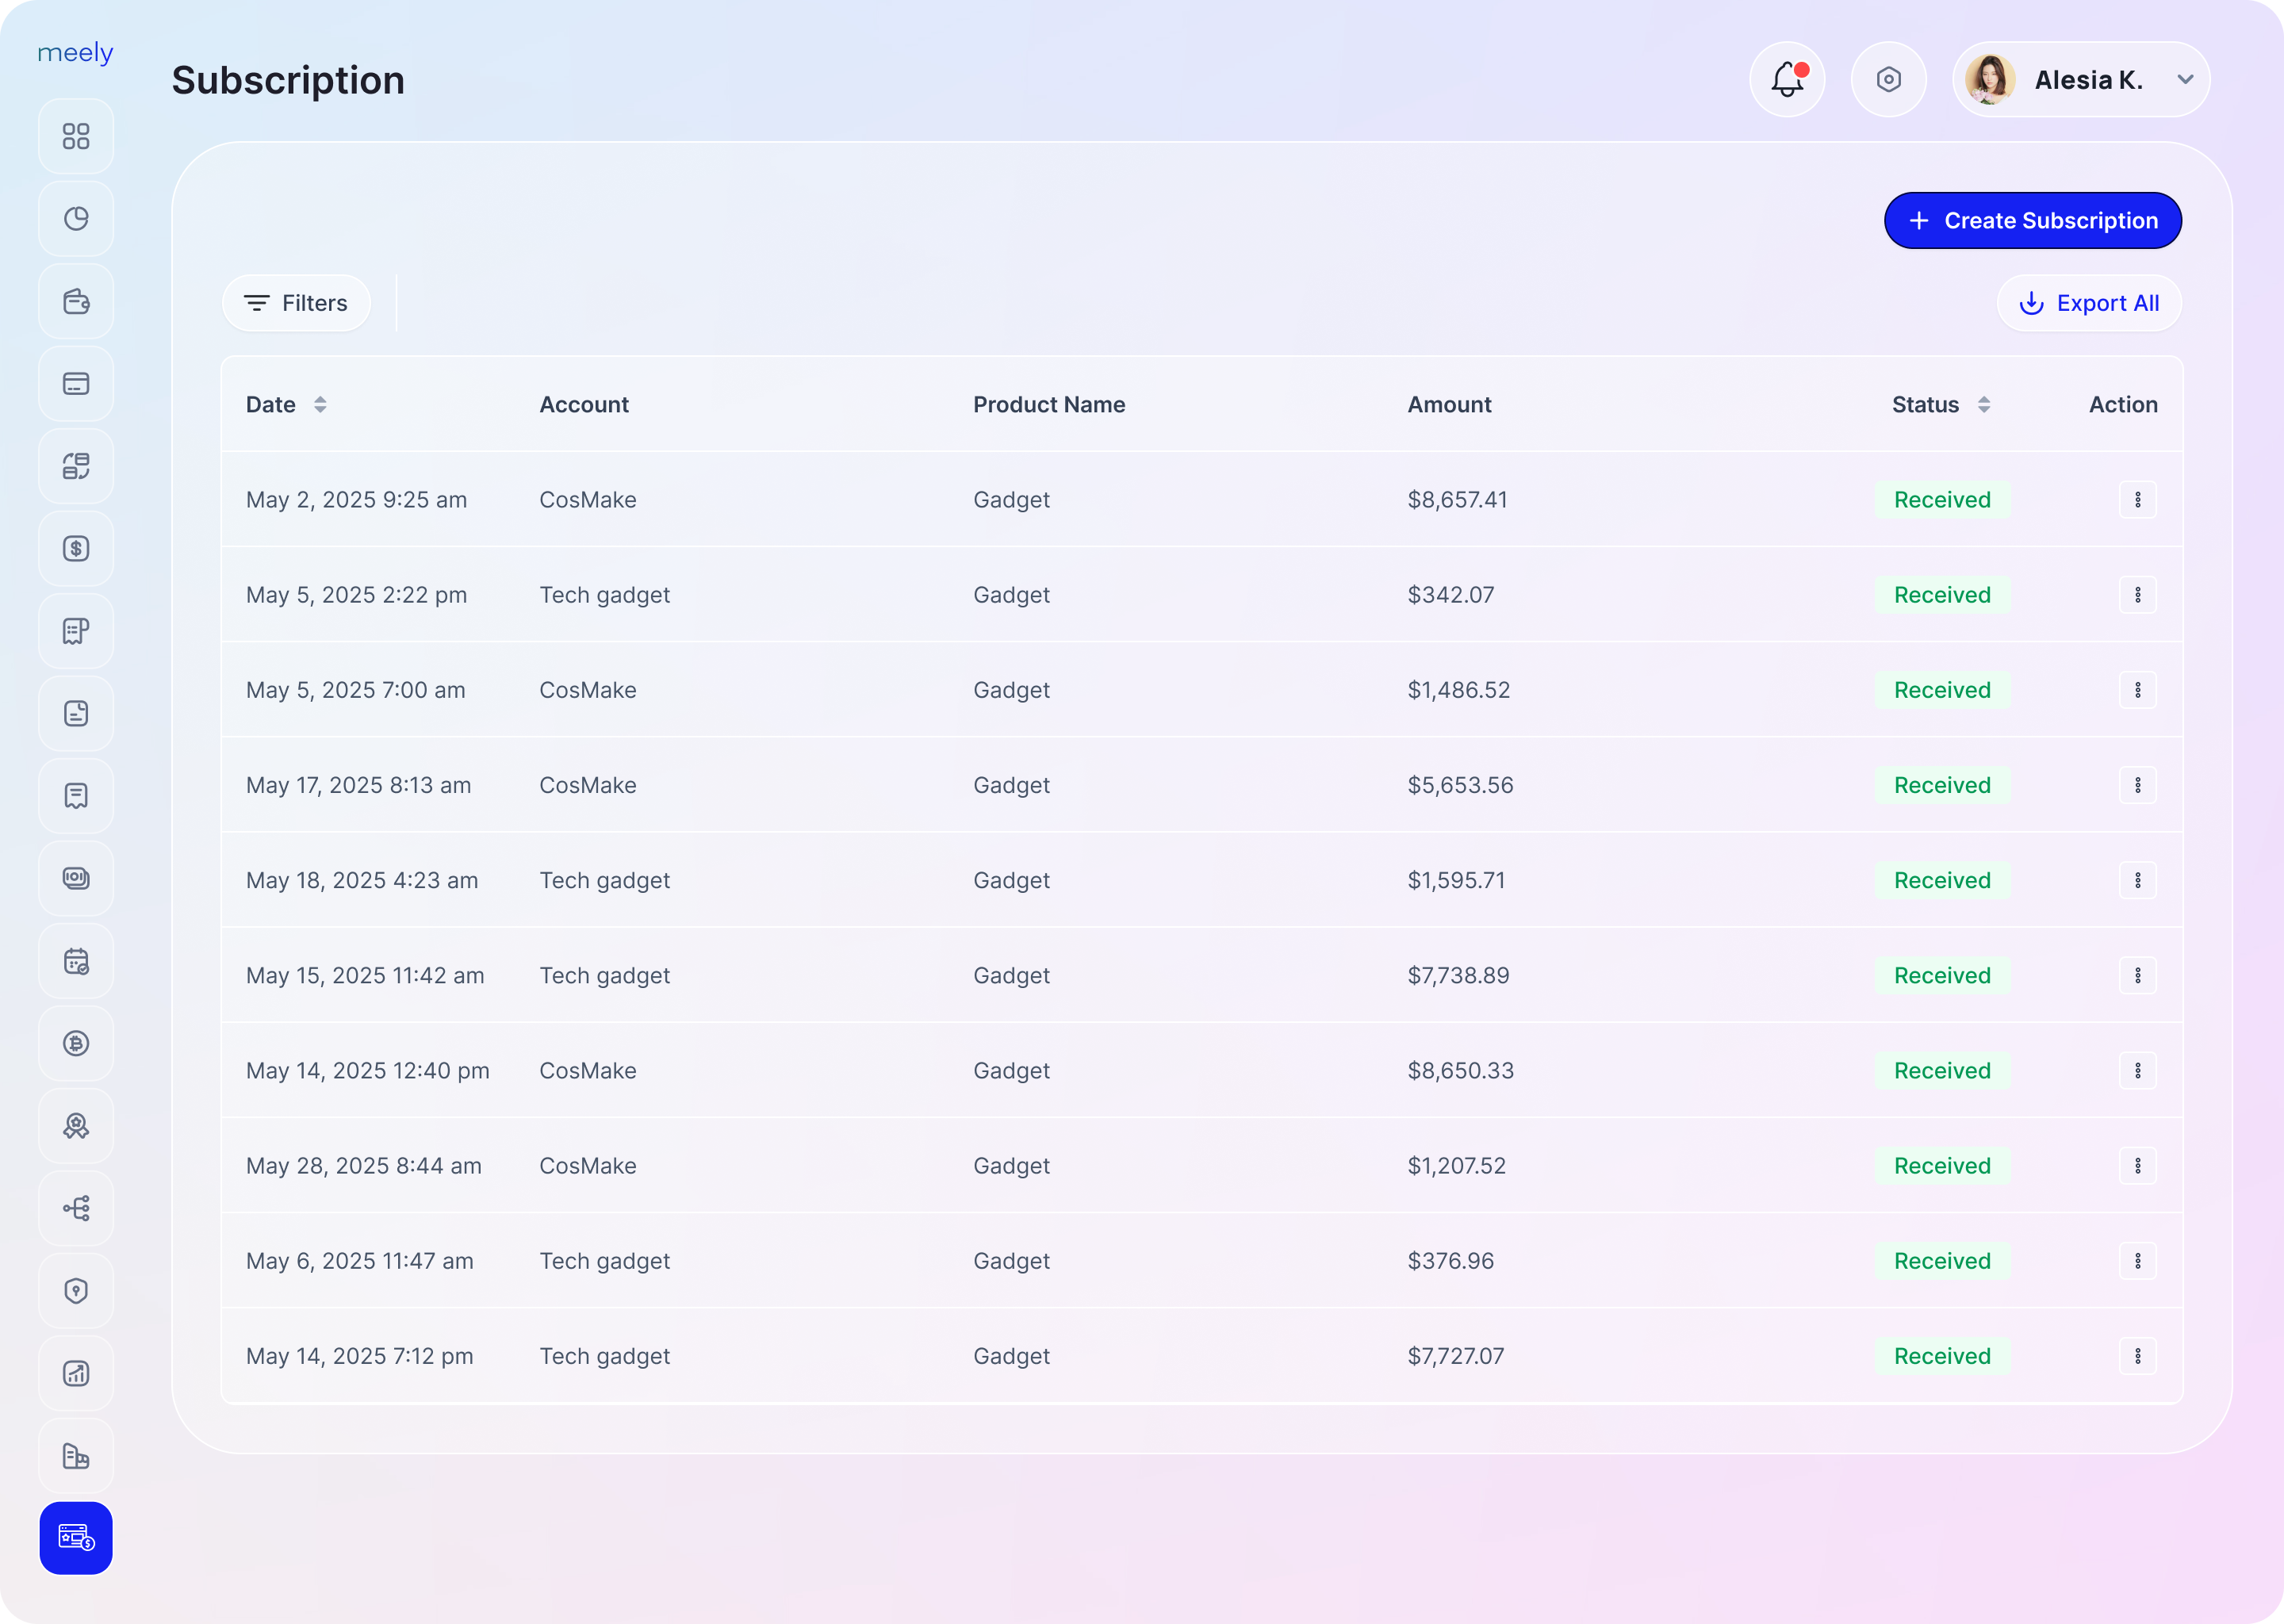 meely
Subscription
Alesia K.
Create Subscription
Filters
Export All
Date Account Product Name Amount Status Action
May 2, 2025 9:25 am CosMake Gadget $8,657.41 Received
May 5, 2025 2:22 pm Tech gadget Gadget $342.07 Received
May 5, 2025 7:00 am CosMake Gadget $1,486.52 Received
May 17, 2025 8:13 am CosMake Gadget $5,653.56 Received
May 18, 2025 4:23 am Tech gadget Gadget $1,595.71 Received
May 15, 2025 11:42 am Tech gadget Gadget $7,738.89 Received
May 14, 2025 12:40 pm CosMake Gadget $8,650.33 Received
May 28, 2025 8:44 am CosMake Gadget $1,207.52 Received
May 6, 2025 11:47 am Tech gadget Gadget $376.96 Received
May 14, 2025 7:12 pm Tech gadget Gadget $7,727.07 Received